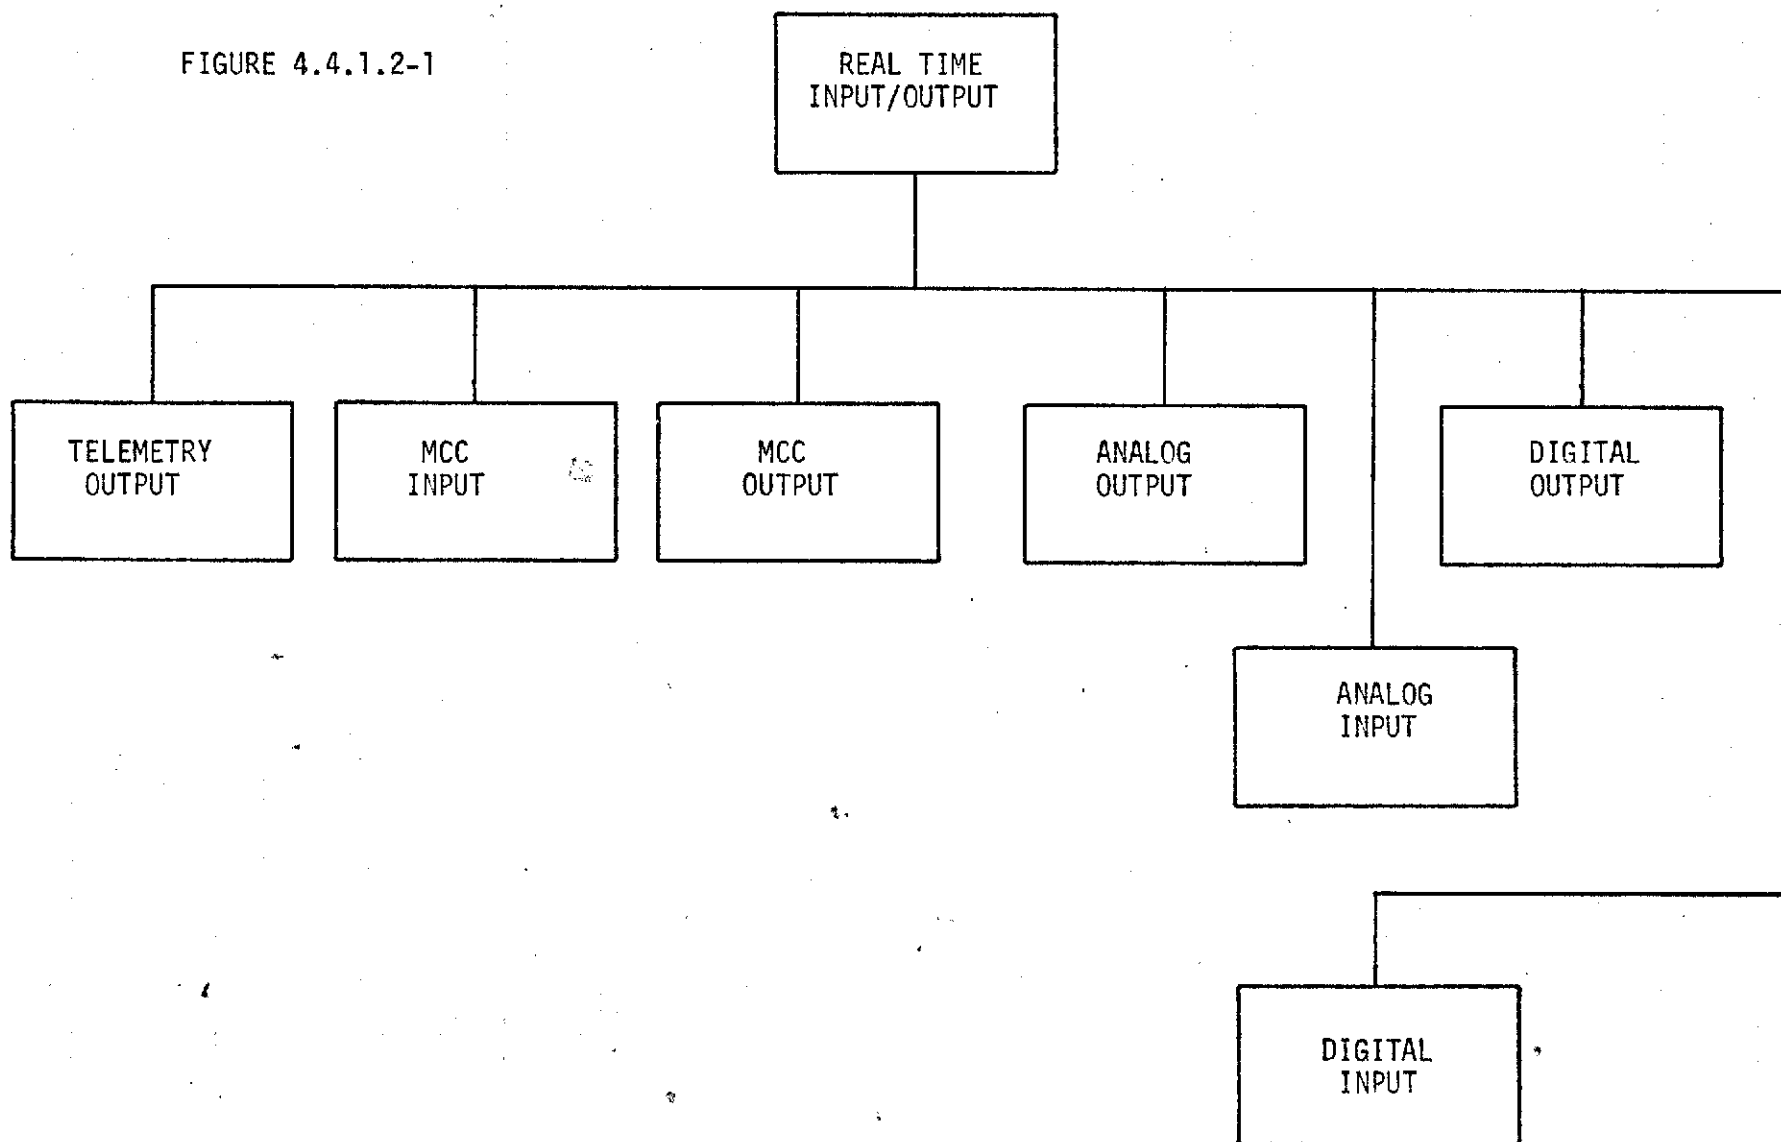 FIGURE 4.4.1.2-1
REAL TIME
INPUT/OUTPUT
TELEMETRY
OUTPUT
MCC
INPUT
MCC
OUTPUT
ANALOG
OUTPUT
DIGITAL
OUTPUT
ANALOG
INPUT
DIGITAL
INPUT